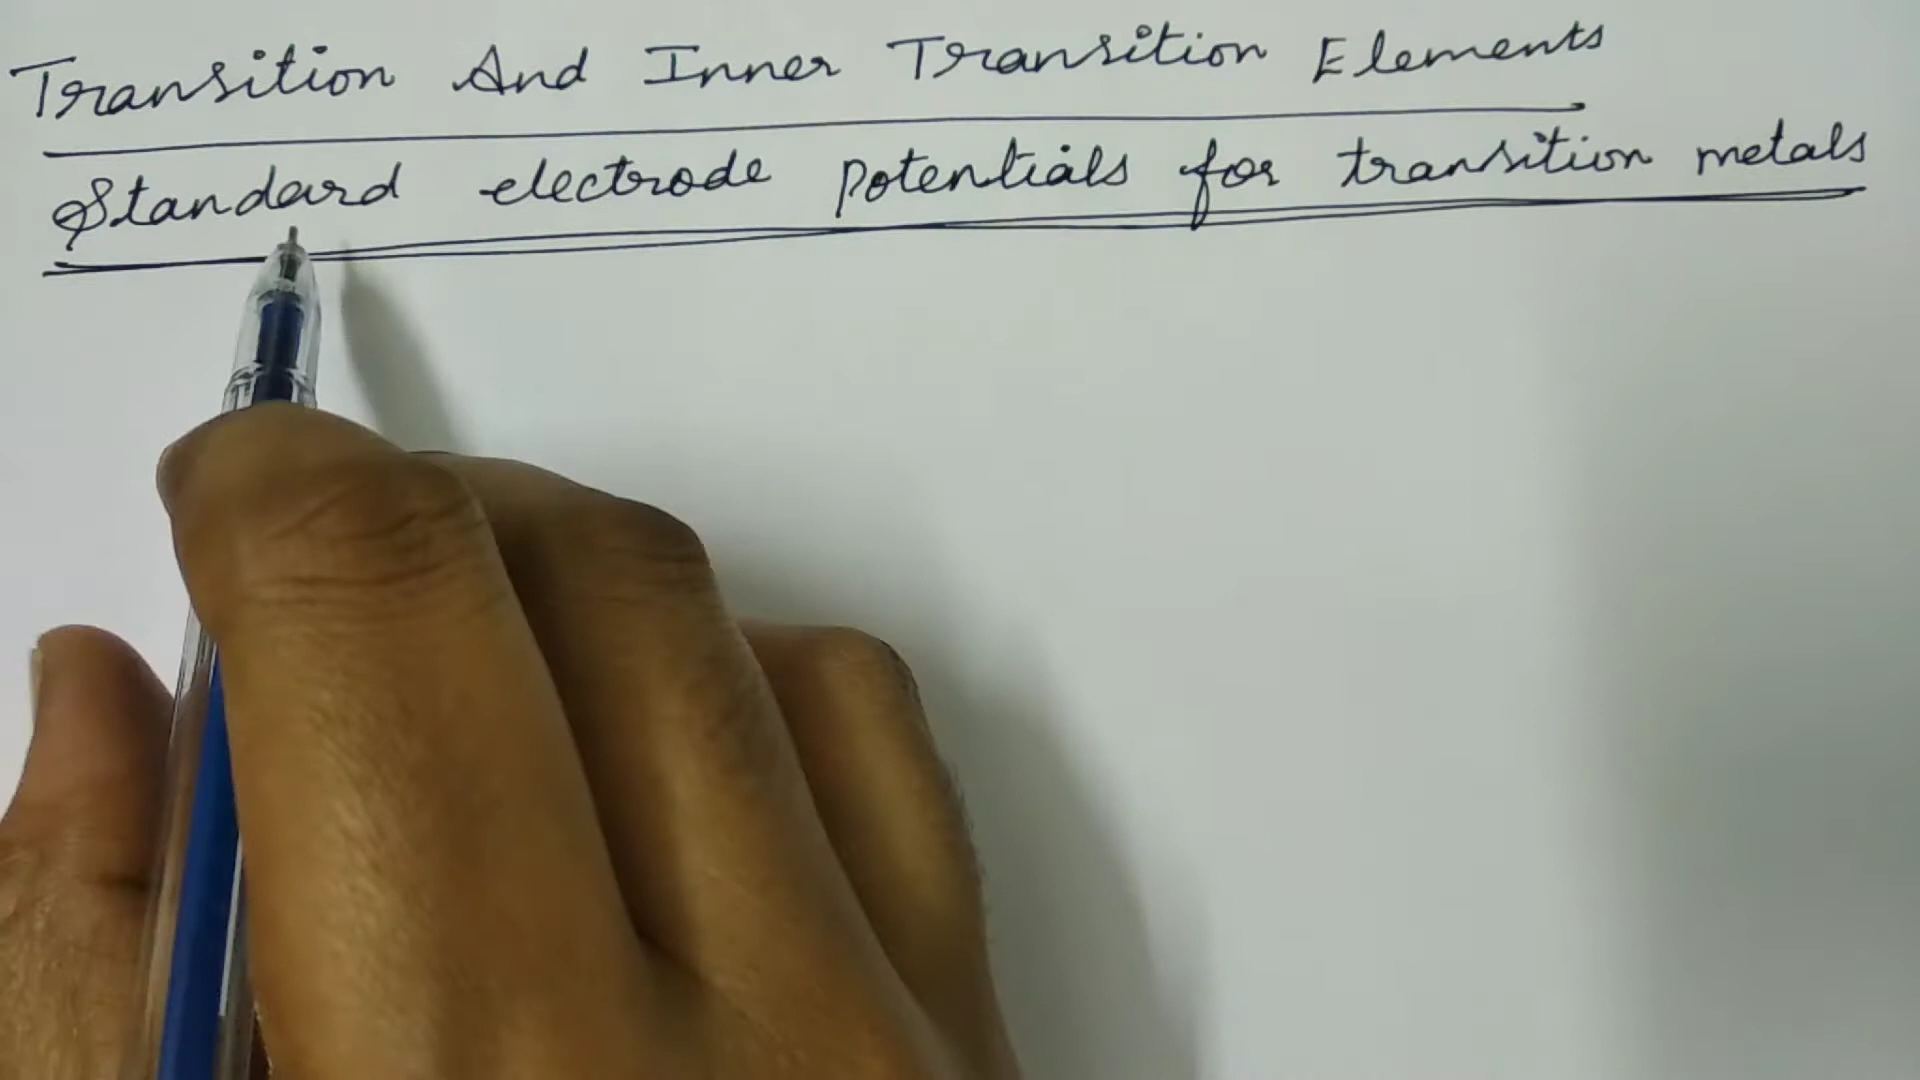 Transition And Inner Transition Elements
Standard electrode potentials for transition metals